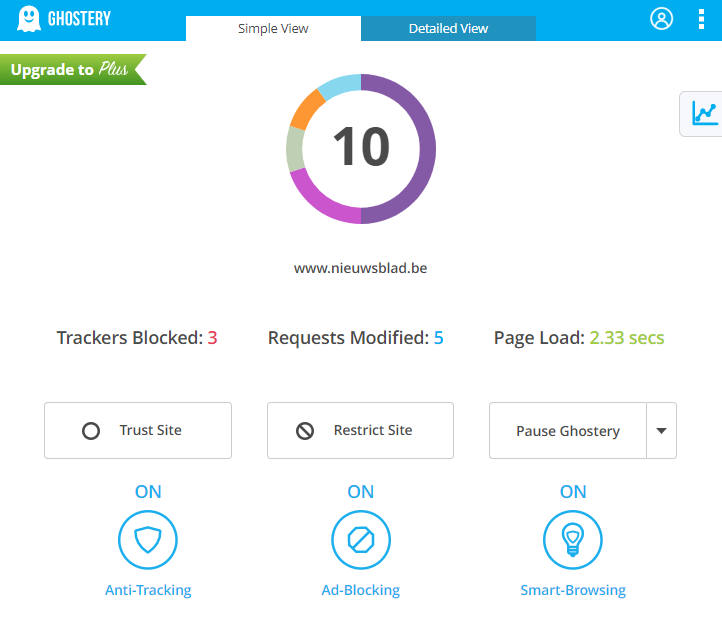 GHOSTERY
Simple View
Detailed View
Upgrade to Plus
10
www.nieuwsblad.be
Trackers Blocked: 3
Requests Modified: 5
Page Load: 2.33 secs
Trust Site
Restrict Site
Pause Ghostery
ON
ON
ON
Anti-Tracking
Ad-Blocking
Smart-Browsing